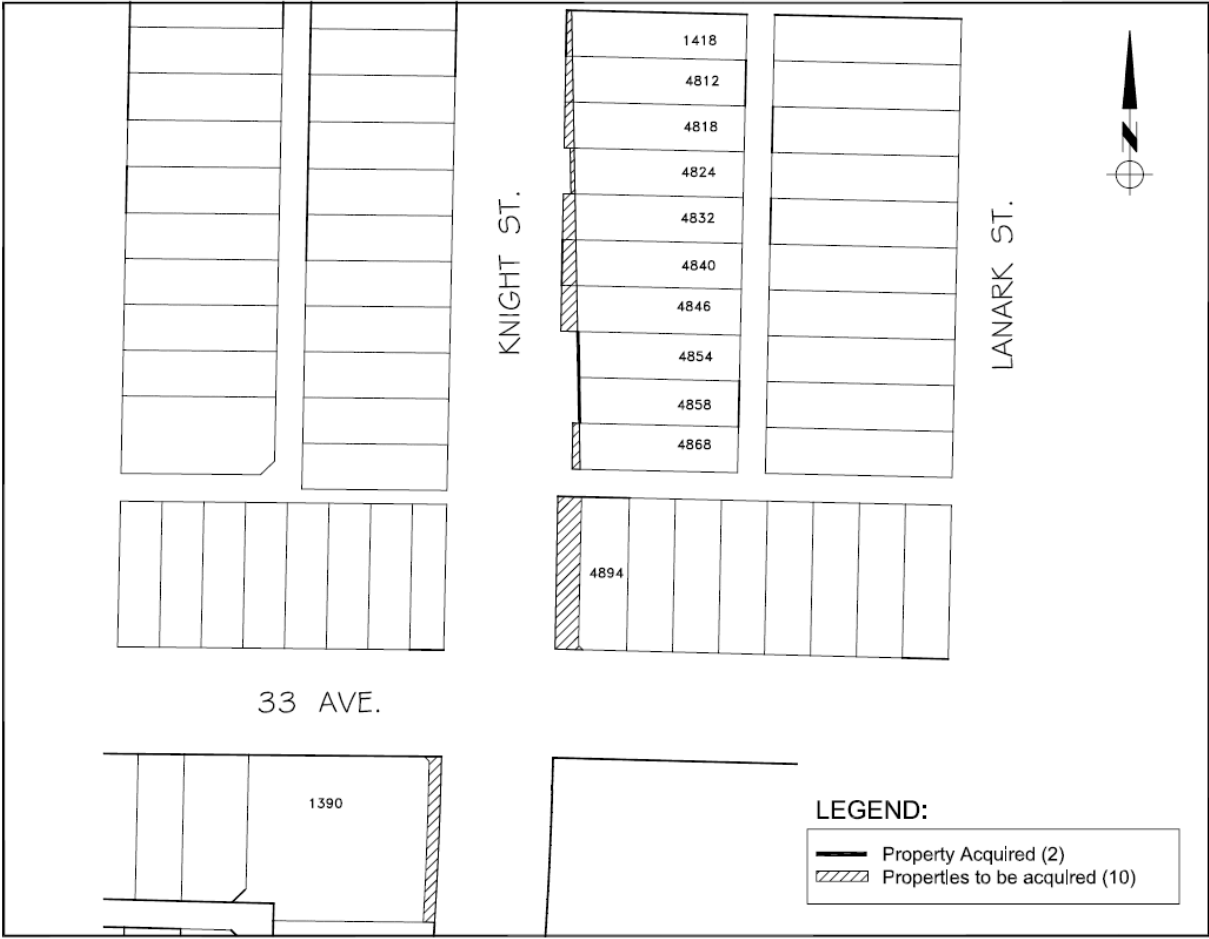 1418
4812
4818
4824
4832
4840
4846
4854
4858
4868
KNIGHT ST.
LANARK ST.
N
4894
33 AVE.
1390
LEGEND:
Property Acquired (2)
Properties to be acquired (10)